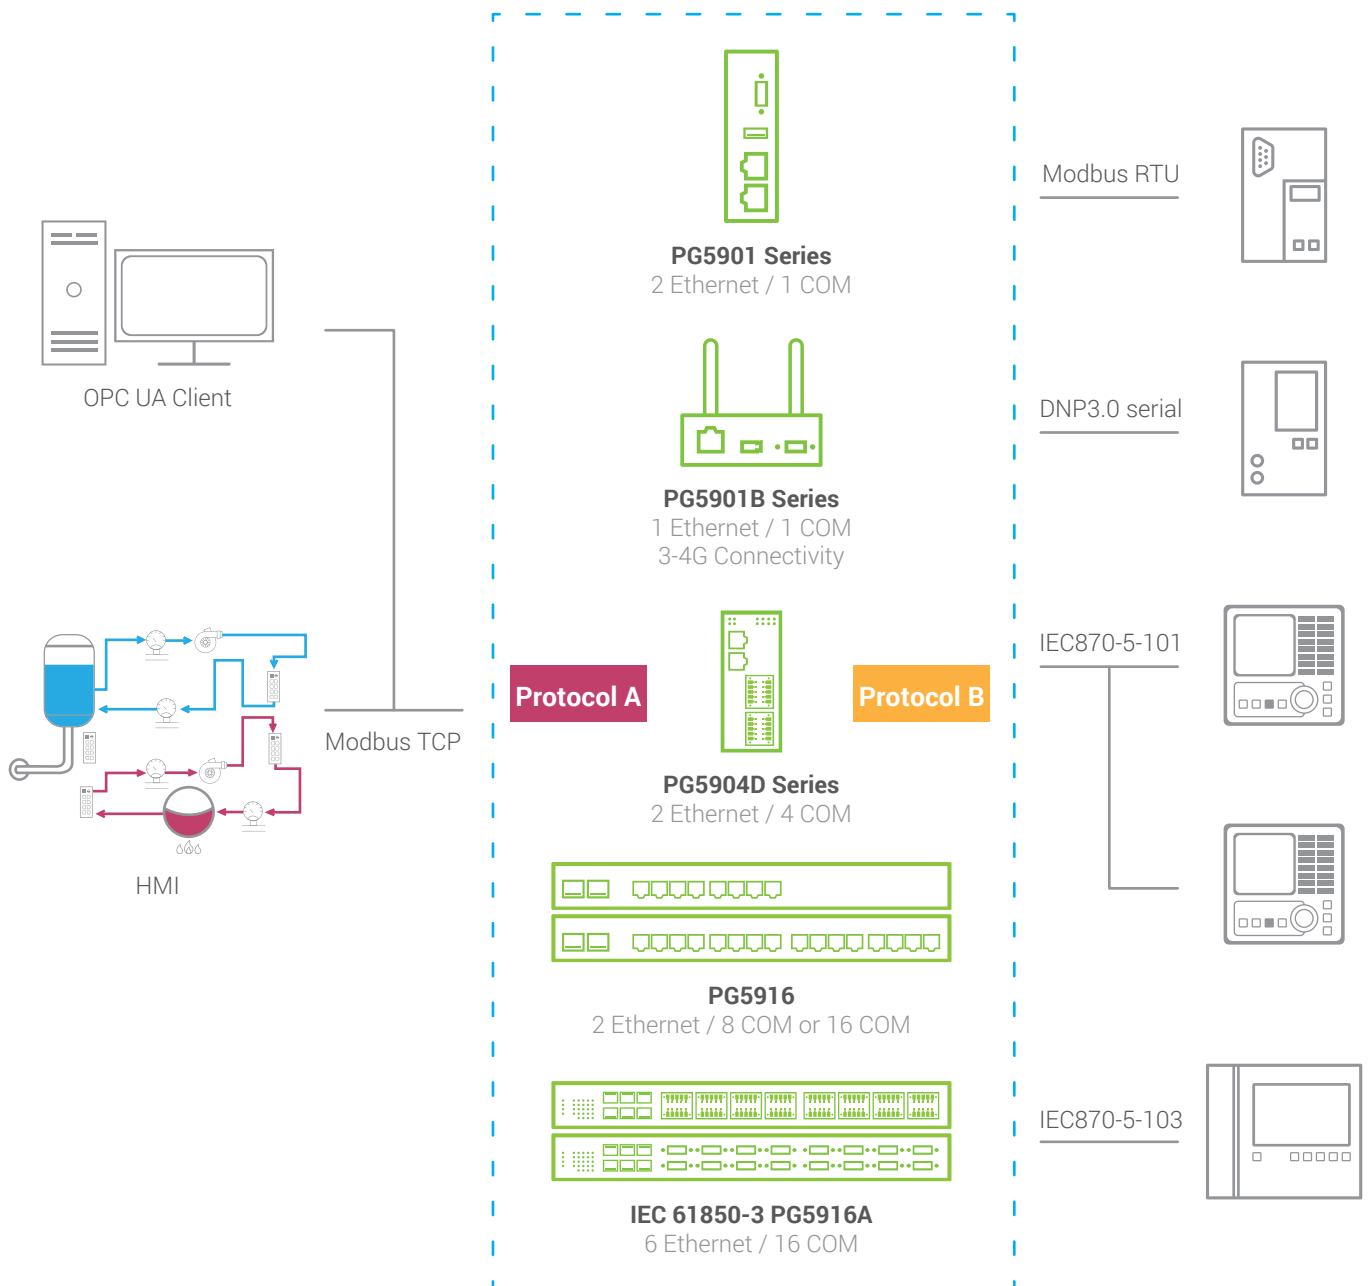 OPC UA Client
Modbus TCP
HMI
PG5901 Series
2 Ethernet / 1 COM
PG5901B Series
1 Ethernet / 1 COM
3-4G Connectivity
Protocol A
Protocol B
PG5904D Series
2 Ethernet / 4 COM
PG5916
2 Ethernet / 8 COM or 16 COM
IEC 61850-3 PG5916A
6 Ethernet / 16 COM
Modbus RTU
DNP3.0 serial
IEC870-5-101
IEC870-5-103